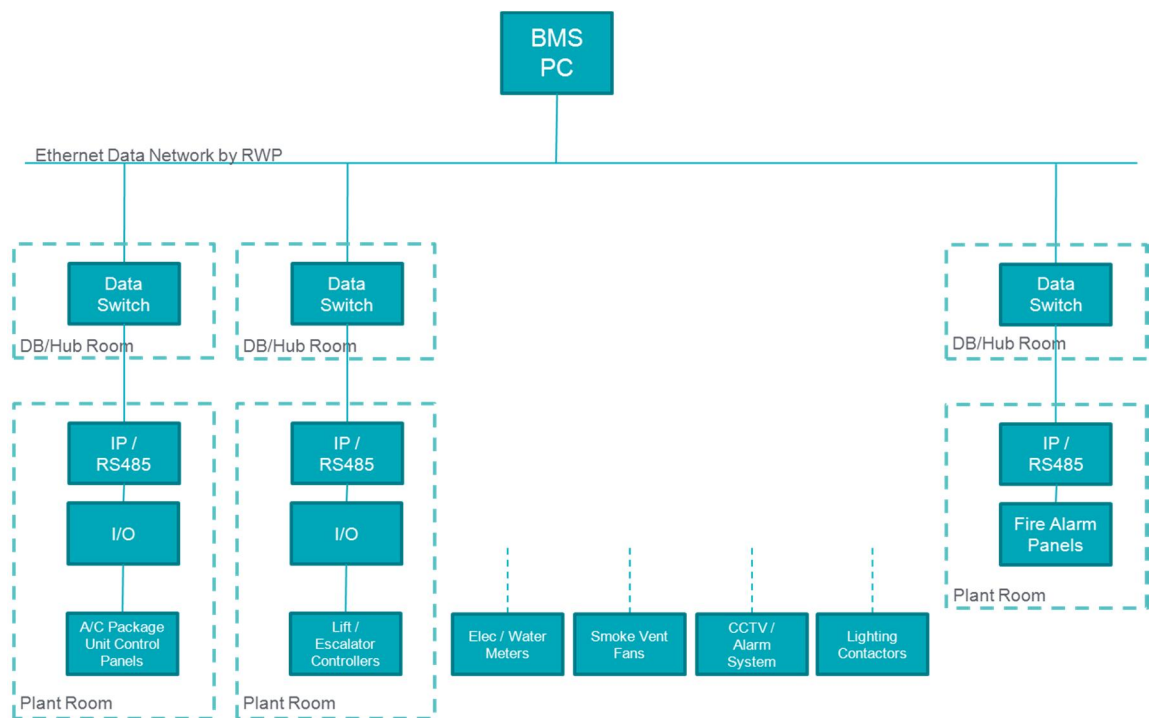 BMS
PC
Ethernet Data Network by RWP
Data
Switch
DB/Hub Room
Data
Switch
DB/Hub Room
Data
Switch
DB/Hub Room
IP /
RS485
I/O
A/C Package
Unit Control
Panels
Plant Room
IP /
RS485
I/O
Lift /
Escalator
Controllers
Plant Room
Elec / Water
Meters
Smoke Vent
Fans
CCTV /
Alarm
System
Lighting
Contactors
IP /
RS485
Fire Alarm
Panels
Plant Room